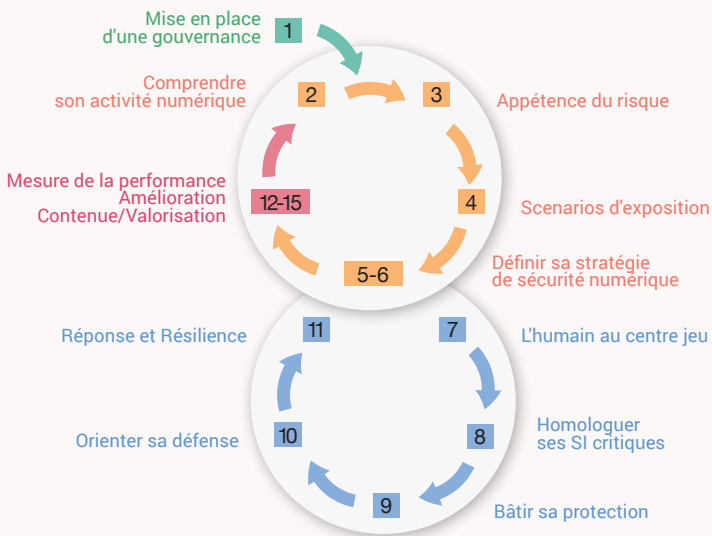 Mise en place
d'une gouvernance
1
Comprendre
son activité numérique
2
3
Appétence du risque
Mesure de la performance
Amélioration
Contenue/Valorisation
12-15
4
Scenarios d'exposition
5-6
Définir sa stratégie
de sécurité numérique
Réponse et Résilience
11
7
L'humain au centre jeu
Orienter sa défense
10
8
Homologuer
ses SI critiques
9
Bâtir sa protection